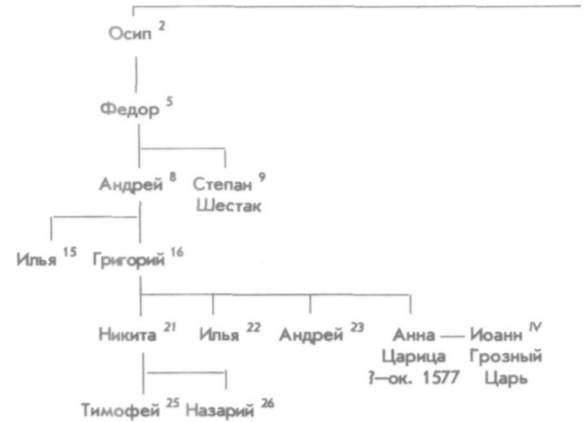 Осип 2
Федор 5
Андрей 8 Степан 9
Шестак
Илья 15 Григорий 16
Никита 21 Илья 22 Андрей 23 Анна — Иоанн IV
Царица Грозный
?—ок. 1577 Царь
Тимофей 25 Назарий 26